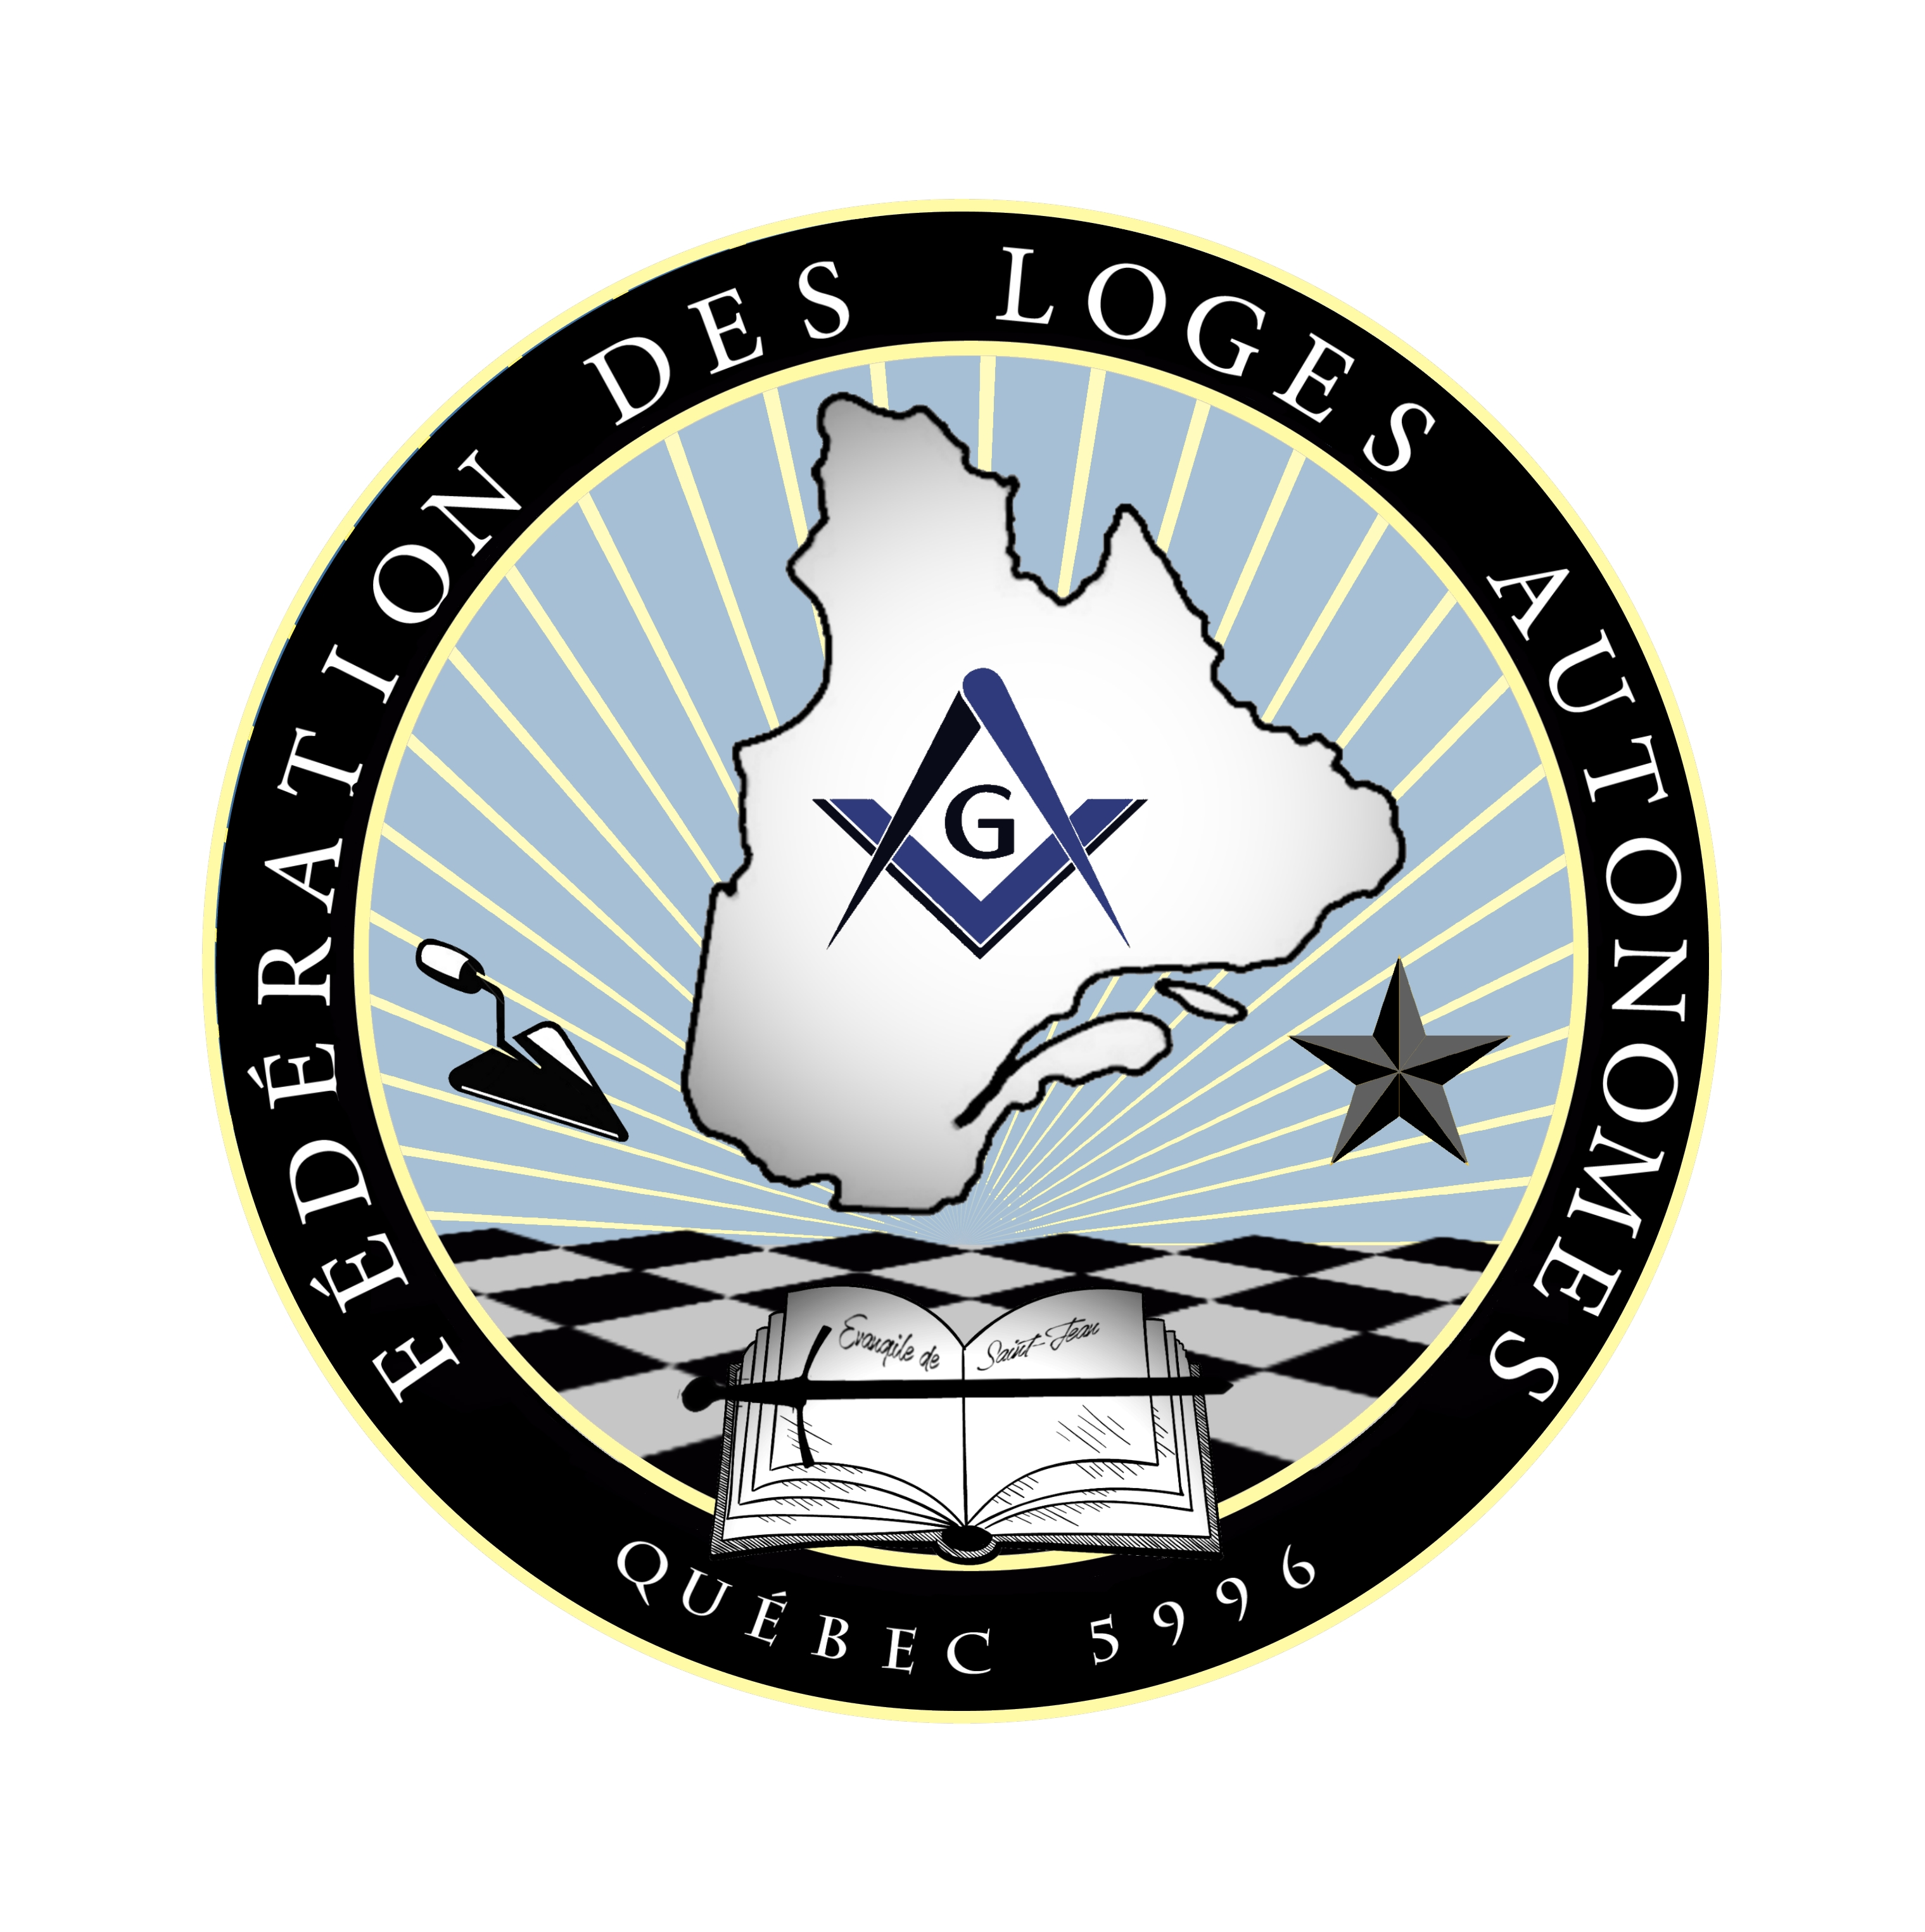 FÉDÉRATION DES LOGES AUTONOMES
G
Evangile de Saint-Jean
QUÉBEC 5996